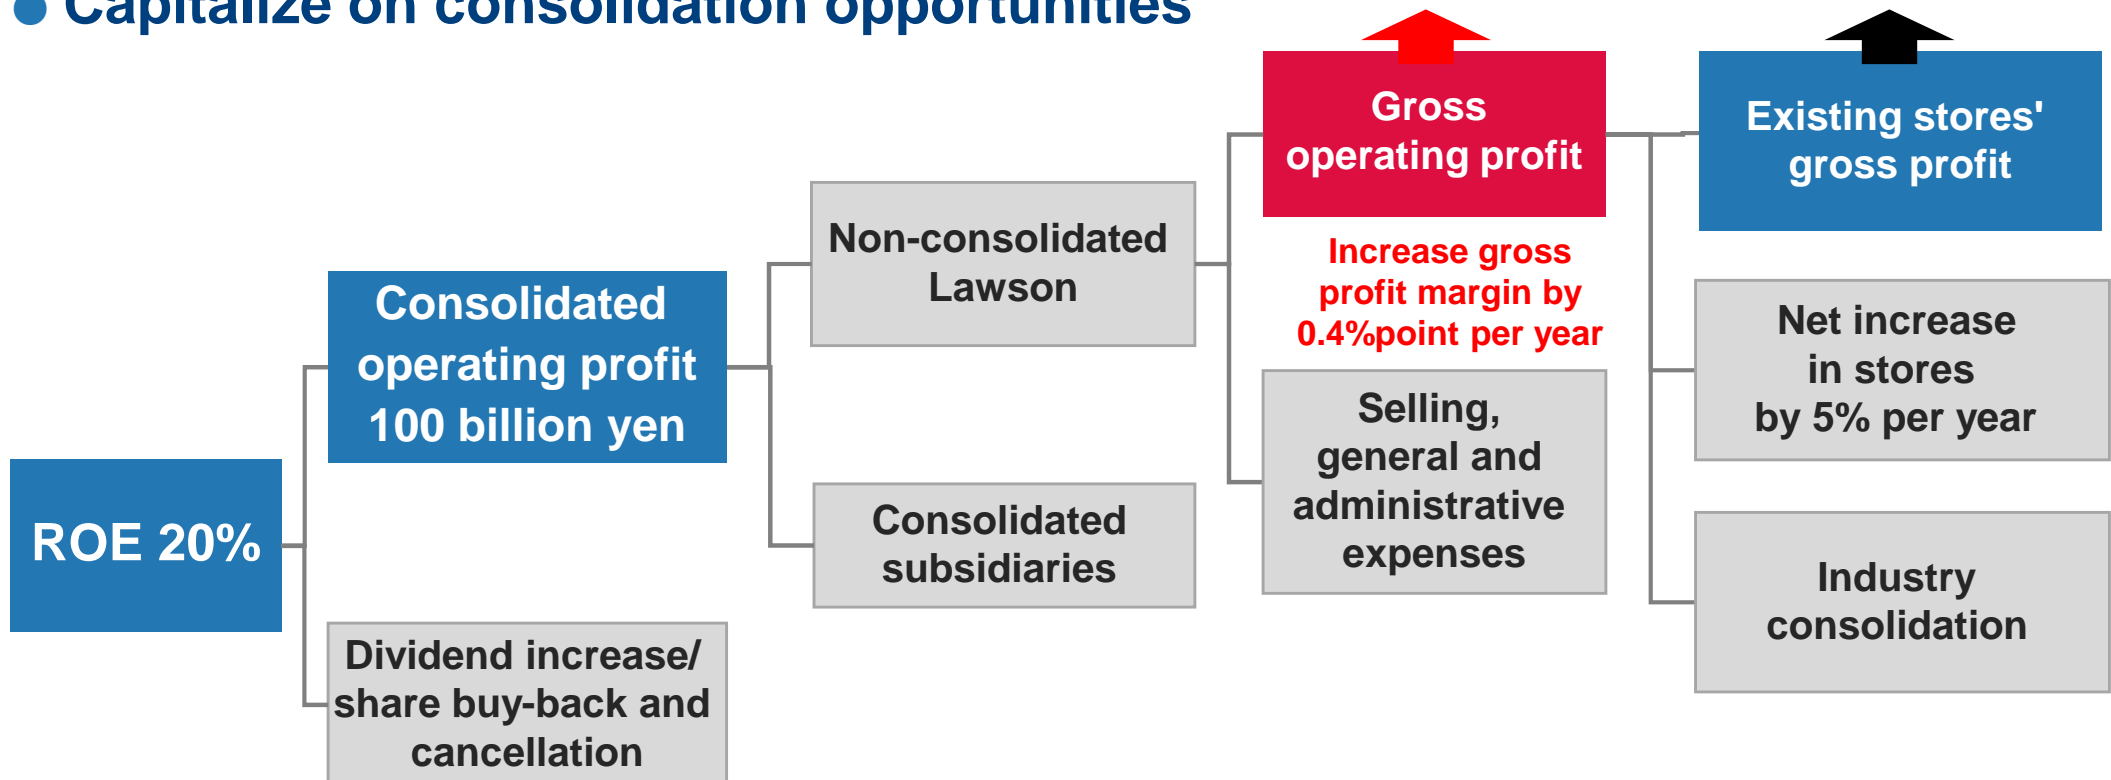 ● Capitalize on consolidation opportunities
ROE 20%
Consolidated
operating profit
100 billion yen
Dividend increase/
share buy-back and
cancellation
Non-consolidated
Lawson
Consolidated
subsidiaries
Gross
operating profit
Increase gross
profit margin by
0.4%point per year
Selling,
general and
administrative
expenses
Existing stores'
gross profit
Net increase
in stores
by 5% per year
Industry
consolidation